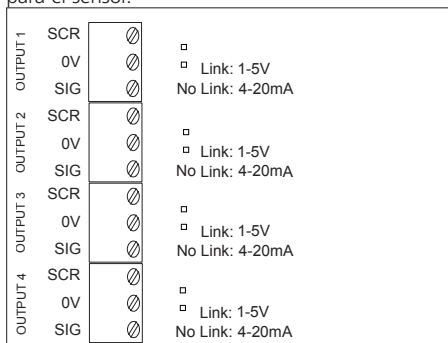 para el sensor.
OUTPUT 1
SCR
0V
SIG
Link: 1-5V
No Link: 4-20mA
OUTPUT 2
SCR
0V
SIG
Link: 1-5V
No Link: 4-20mA
OUTPUT 3
SCR
0V
SIG
Link: 1-5V
No Link: 4-20mA
OUTPUT 4
SCR
0V
SIG
Link: 1-5V
No Link: 4-20mA